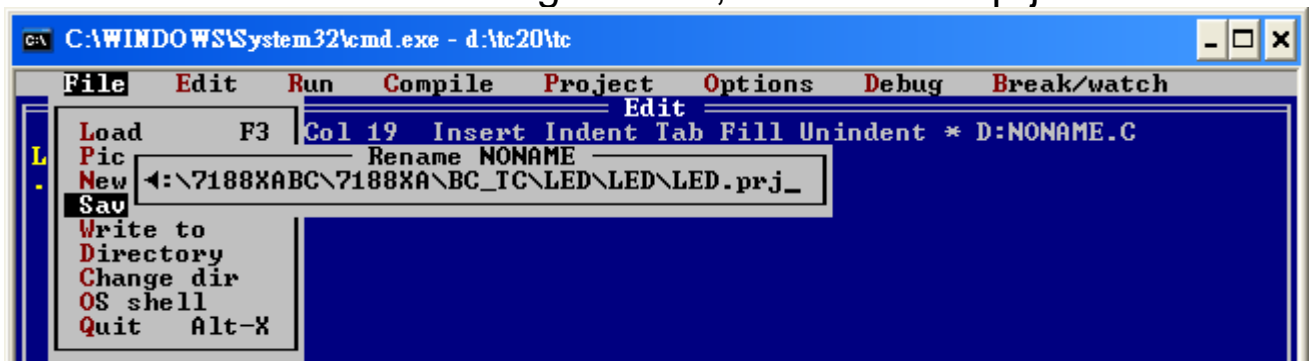 C:\WINDOWS\System32\cmd.exe - d:\tc20\tc
File Edit Run Compile Project Options Debug Break/watch
Edit
Load F3 Col 19 Insert Indent Tab Fill Unindent * D:NONAME.C
L Pic Rename NONAME
. New :\7188XABC\7188XA\BC_TC\LED\LED\LED.prj_
Sav
Write to
Directory
Change dir
OS shell
Quit Alt-X